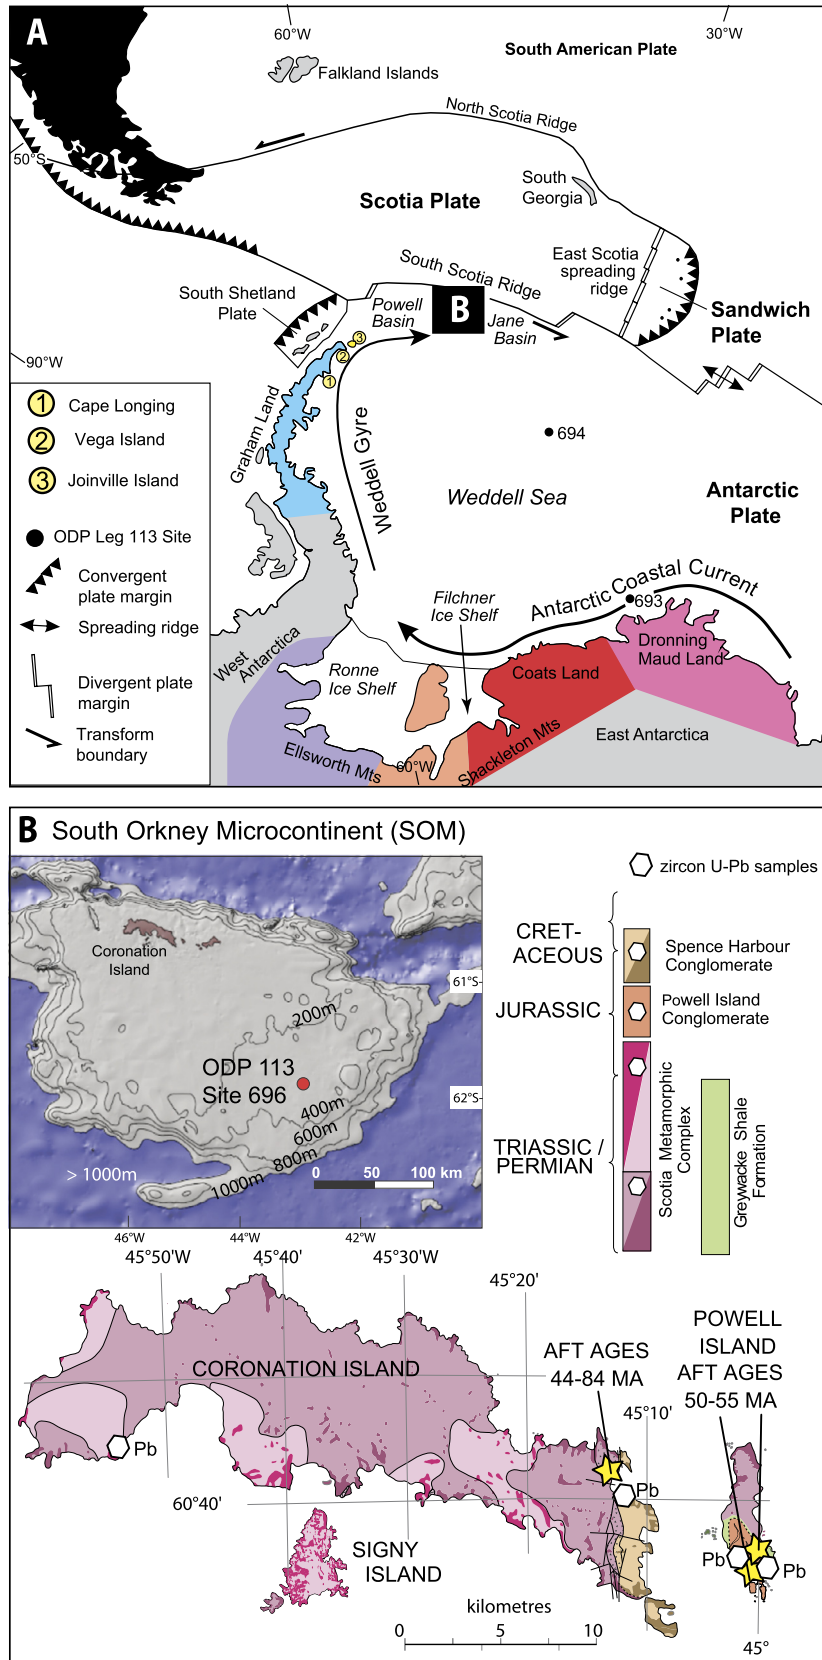 A
60°W
30°W
South American Plate
Falkland Islands
North Scotia Ridge
50°S
South
Georgia
Scotia Plate
East Scotia
spreading
ridge
South Scotia Ridge
South Shetland
Plate
Powell
Basin
B
Jane
Basin
Sandwich
Plate
90°W
3
2
1
1 Cape Longing
2 Vega Island
3 Joinville Island
ODP Leg 113 Site
Convergent
plate margin
Spreading ridge
Divergent plate
margin
Transform
boundary
Graham Land
Weddell Gyre
694
Weddell Sea
Antarctic
Plate
Antarctic Coastal Current
693
Filchner
Ice Shelf
Dronning
Maud Land
West
Antarctica
Ronne
Ice Shelf
Coats Land
East Antarctica
Ellsworth Mts
60°W
Shackleton Mts
B South Orkney Microcontinent (SOM)
Coronation
Island
61°S
200m
ODP 113
Site 696
62°S
400m
600m
800m
1000m
> 1000m
0 50 100 km
46°W
44°W
42°W
zircon U-Pb samples
CRET-
ACEOUS
Spence Harbour
Conglomerate
JURASSIC
Powell Island
Conglomerate
TRIASSIC /
PERMIAN
Scotia Metamorphic
Complex
Greywacke Shale
Formation
45°50'W
45°40'
45°30'W
45°20'
CORONATION ISLAND
AFT AGES
44-84 MA
POWELL
ISLAND
AFT AGES
50-55 MA
45°10'
Pb
Pb
60°40'
SIGNY
ISLAND
Pb
Pb
kilometres
0 5 10
45°